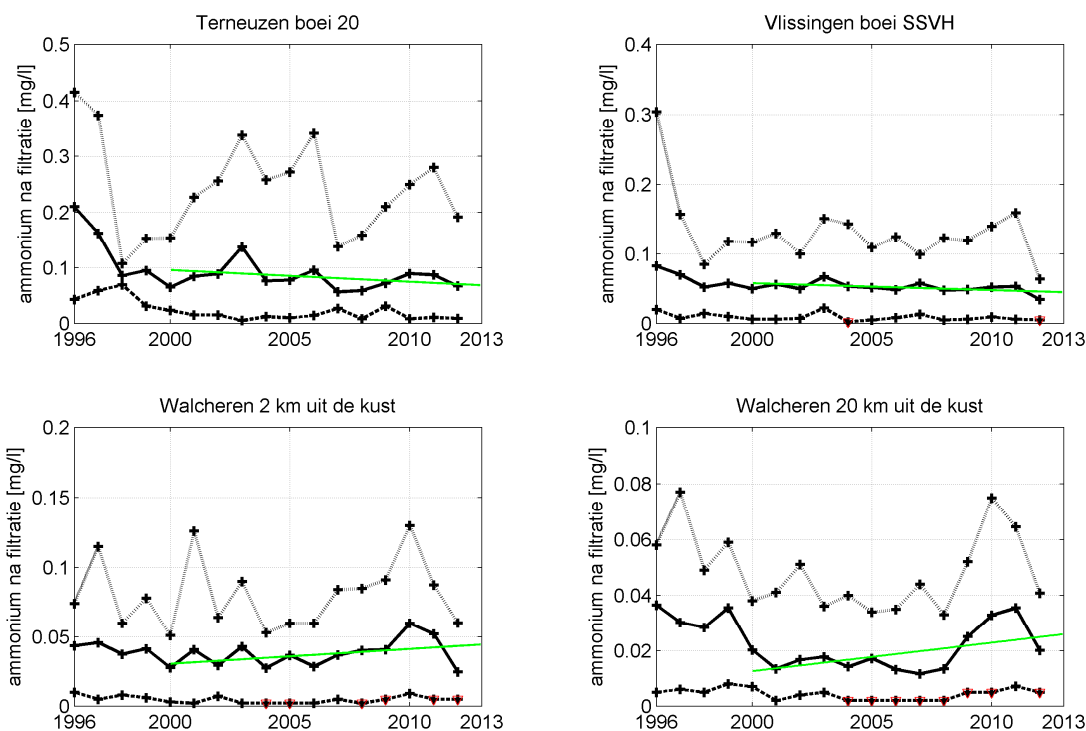 Terneuzen boei 20
ammonium na filtratie [mg/l]
0.5
0.4
0.3
0.2
0.1
0
1996 2000 2005 2010 2013
Vlissingen boei SSVH
ammonium na filtratie [mg/l]
0.4
0.3
0.2
0.1
0
1996 2000 2005 2010 2013
Walcheren 2 km uit de kust
ammonium na filtratie [mg/l]
0.2
0.15
0.1
0.05
0
1996 2000 2005 2010 2013
Walcheren 20 km uit de kust
ammonium na filtratie [mg/l]
0.1
0.08
0.06
0.04
0.02
0
1996 2000 2005 2010 2013